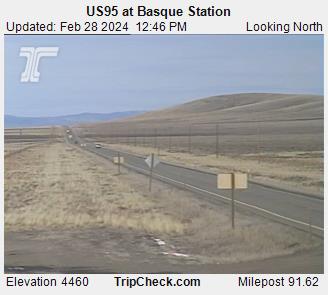 US95 at Basque Station
Updated: Feb 28 2024 12:46 PM Looking North
Elevation 4460 TripCheck.com Milepost 91.62